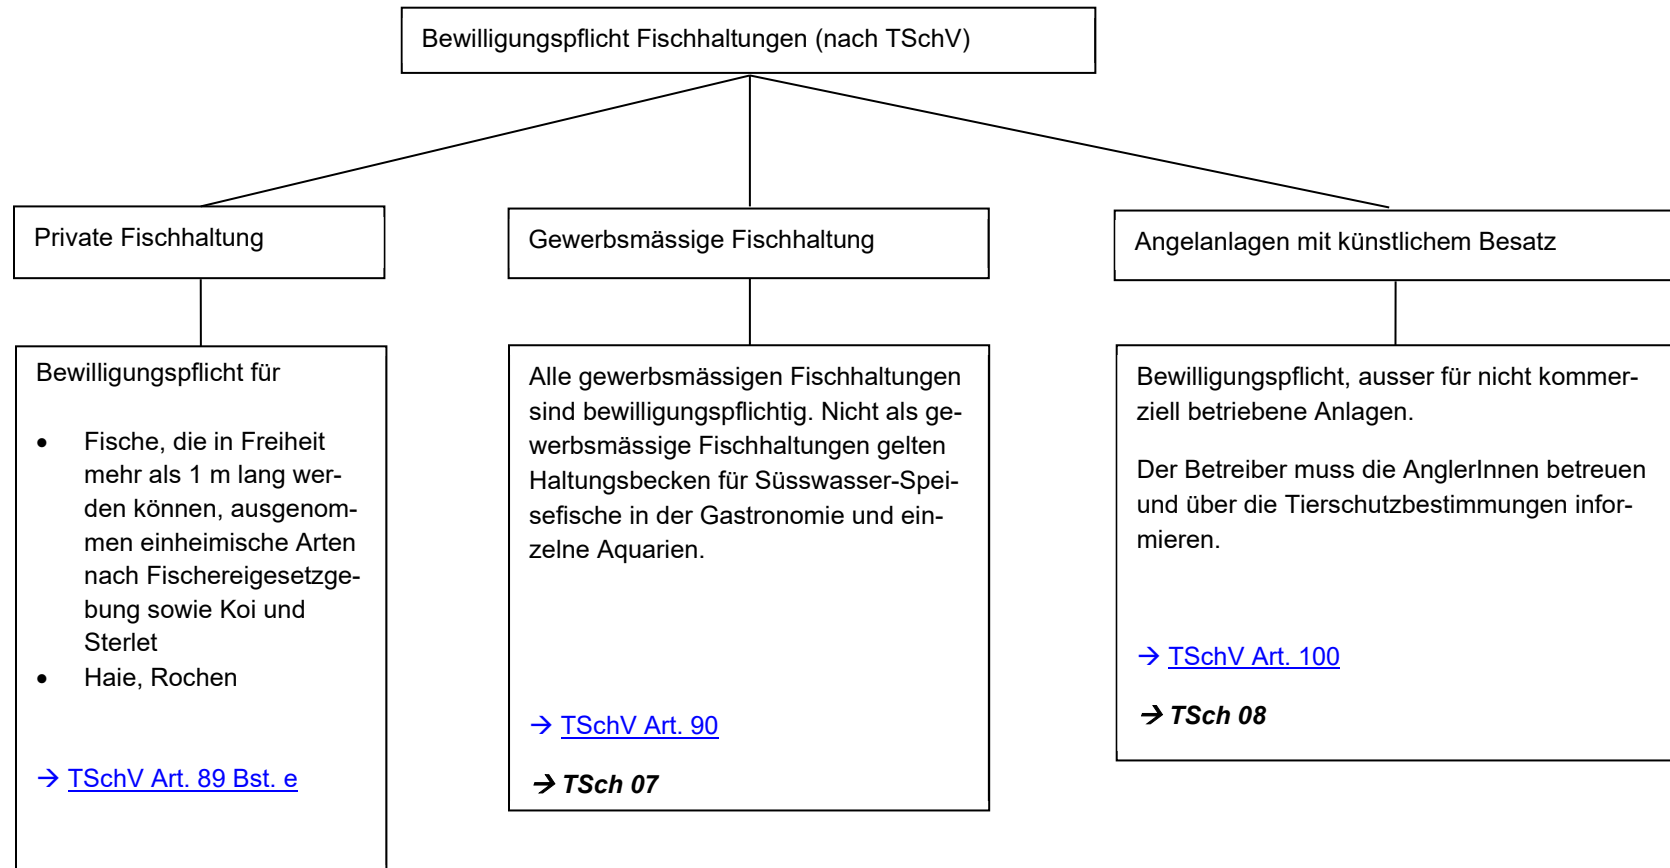 Bewilligungspflicht Fischhaltungen (nach TSchV)
Private Fischhaltung
Bewilligungspflicht für
• Fische, die in Freiheit
mehr als 1 m lang wer-
den können, ausgenom-
men einheimische Arten
nach Fischereigesetzge-
bung sowie Koi und
Sterlet
• Haie, Rochen
→ TSchV Art. 89 Bst. e
Gewerbsmässige Fischhaltung
Alle gewerbsmässigen Fischhaltungen
sind bewilligungspflichtig. Nicht als ge-
werbsmässige Fischhaltungen gelten
Haltungsbecken für Süsswasser-Spei-
sefische in der Gastronomie und ein-
zelne Aquarien.
→ TSchV Art. 90
→ TSch 07
Angelanlagen mit künstlichem Besatz
Bewilligungspflicht, ausser für nicht kommer-
ziell betriebene Anlagen.
Der Betreiber muss die AnglerInnen betreuen
und über die Tierschutzbestimmungen infor-
mieren.
→ TSchV Art. 100
→ TSch 08